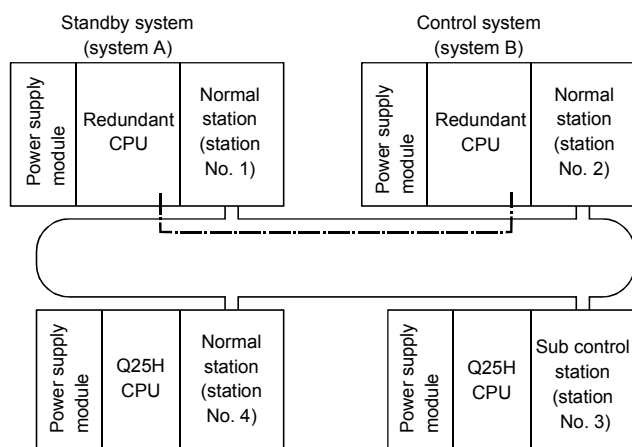 Standby system
(system A)
Control system
(system B)
Power supply
module
Redundant
CPU
Normal
station
(station
No. 1)
Power supply
module
Redundant
CPU
Normal
station
(station
No. 2)
Power supply
module
Q25H
CPU
Normal
station
(station
No. 4)
Power supply
module
Q25H
CPU
Sub control
station
(station
No. 3)